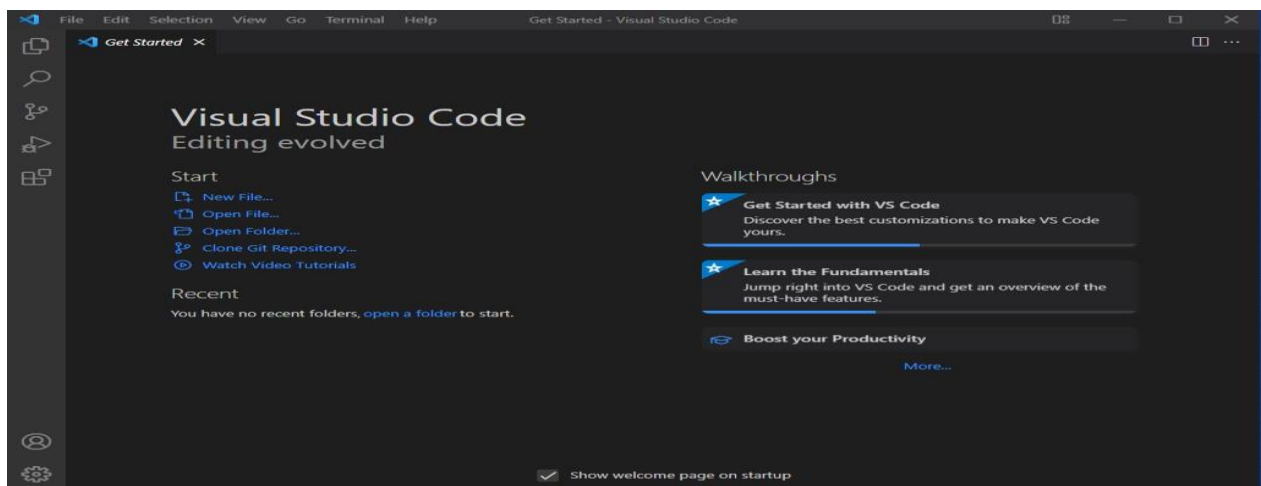 File Edit Selection View Go Terminal Help Get Started - Visual Studio Code
Get Started
Visual Studio Code
Editing evolved
Start
New File...
Open File...
Open Folder...
Clone Git Repository...
Watch Video Tutorials
Recent
You have no recent folders, open a folder to start.
Walkthroughs
Get Started with VS Code
Discover the best customizations to make VS Code
yours.
Learn the Fundamentals
Jump right into VS Code and get an overview of the
must-have features.
Boost your Productivity
More...
Show welcome page on startup